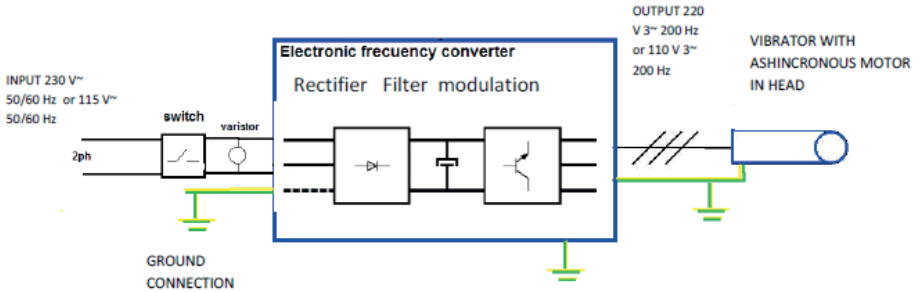 OUTPUT 220
V 3~ 200 Hz
or 110 V 3~
200 Hz
VIBRATOR WITH
ASHINCRONOUS MOTOR
IN HEAD
Electronic frecuency converter
Rectifier Filter modulation
INPUT 230 V~
50/60 Hz or 115 V~
50/60 Hz
switch
varistor
2ph
GROUND
CONNECTION